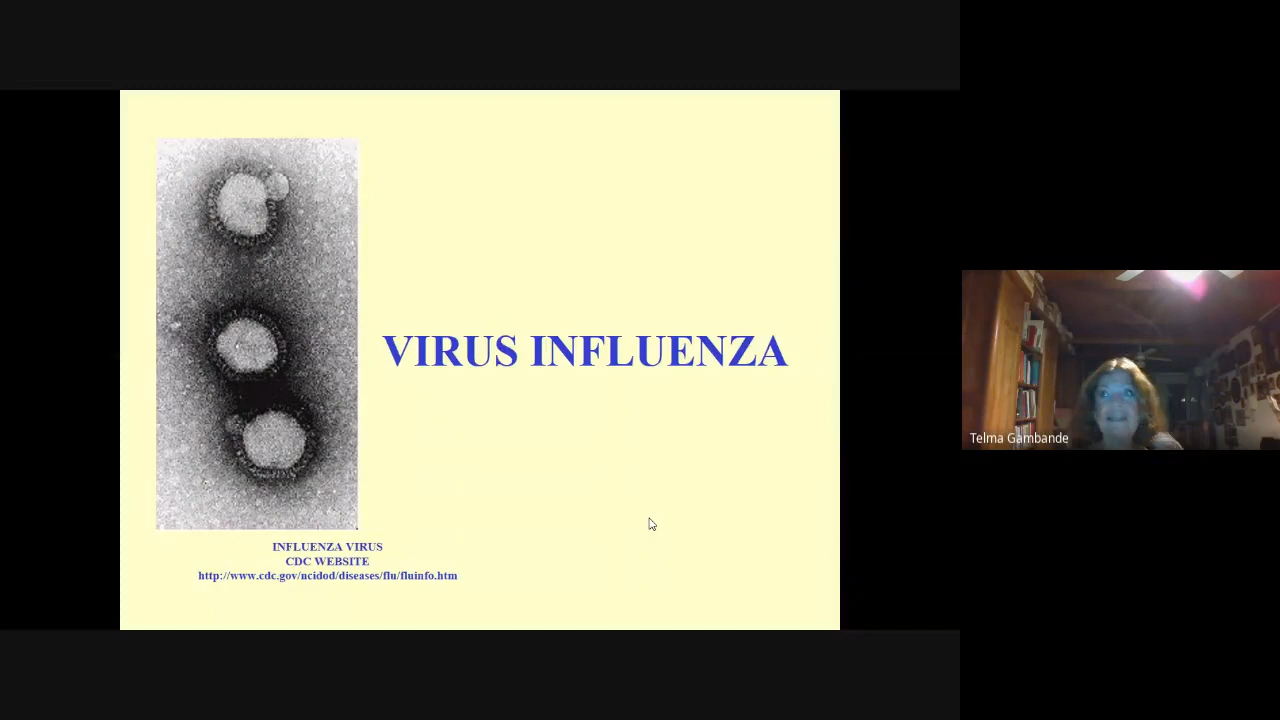 VIRUS INFLUENZA
INFLUENZA VIRUS
CDC WEBSITE
http://www.cdc.gov/ncidod/diseases/flu/fluinfo.htm
Telma Gambande